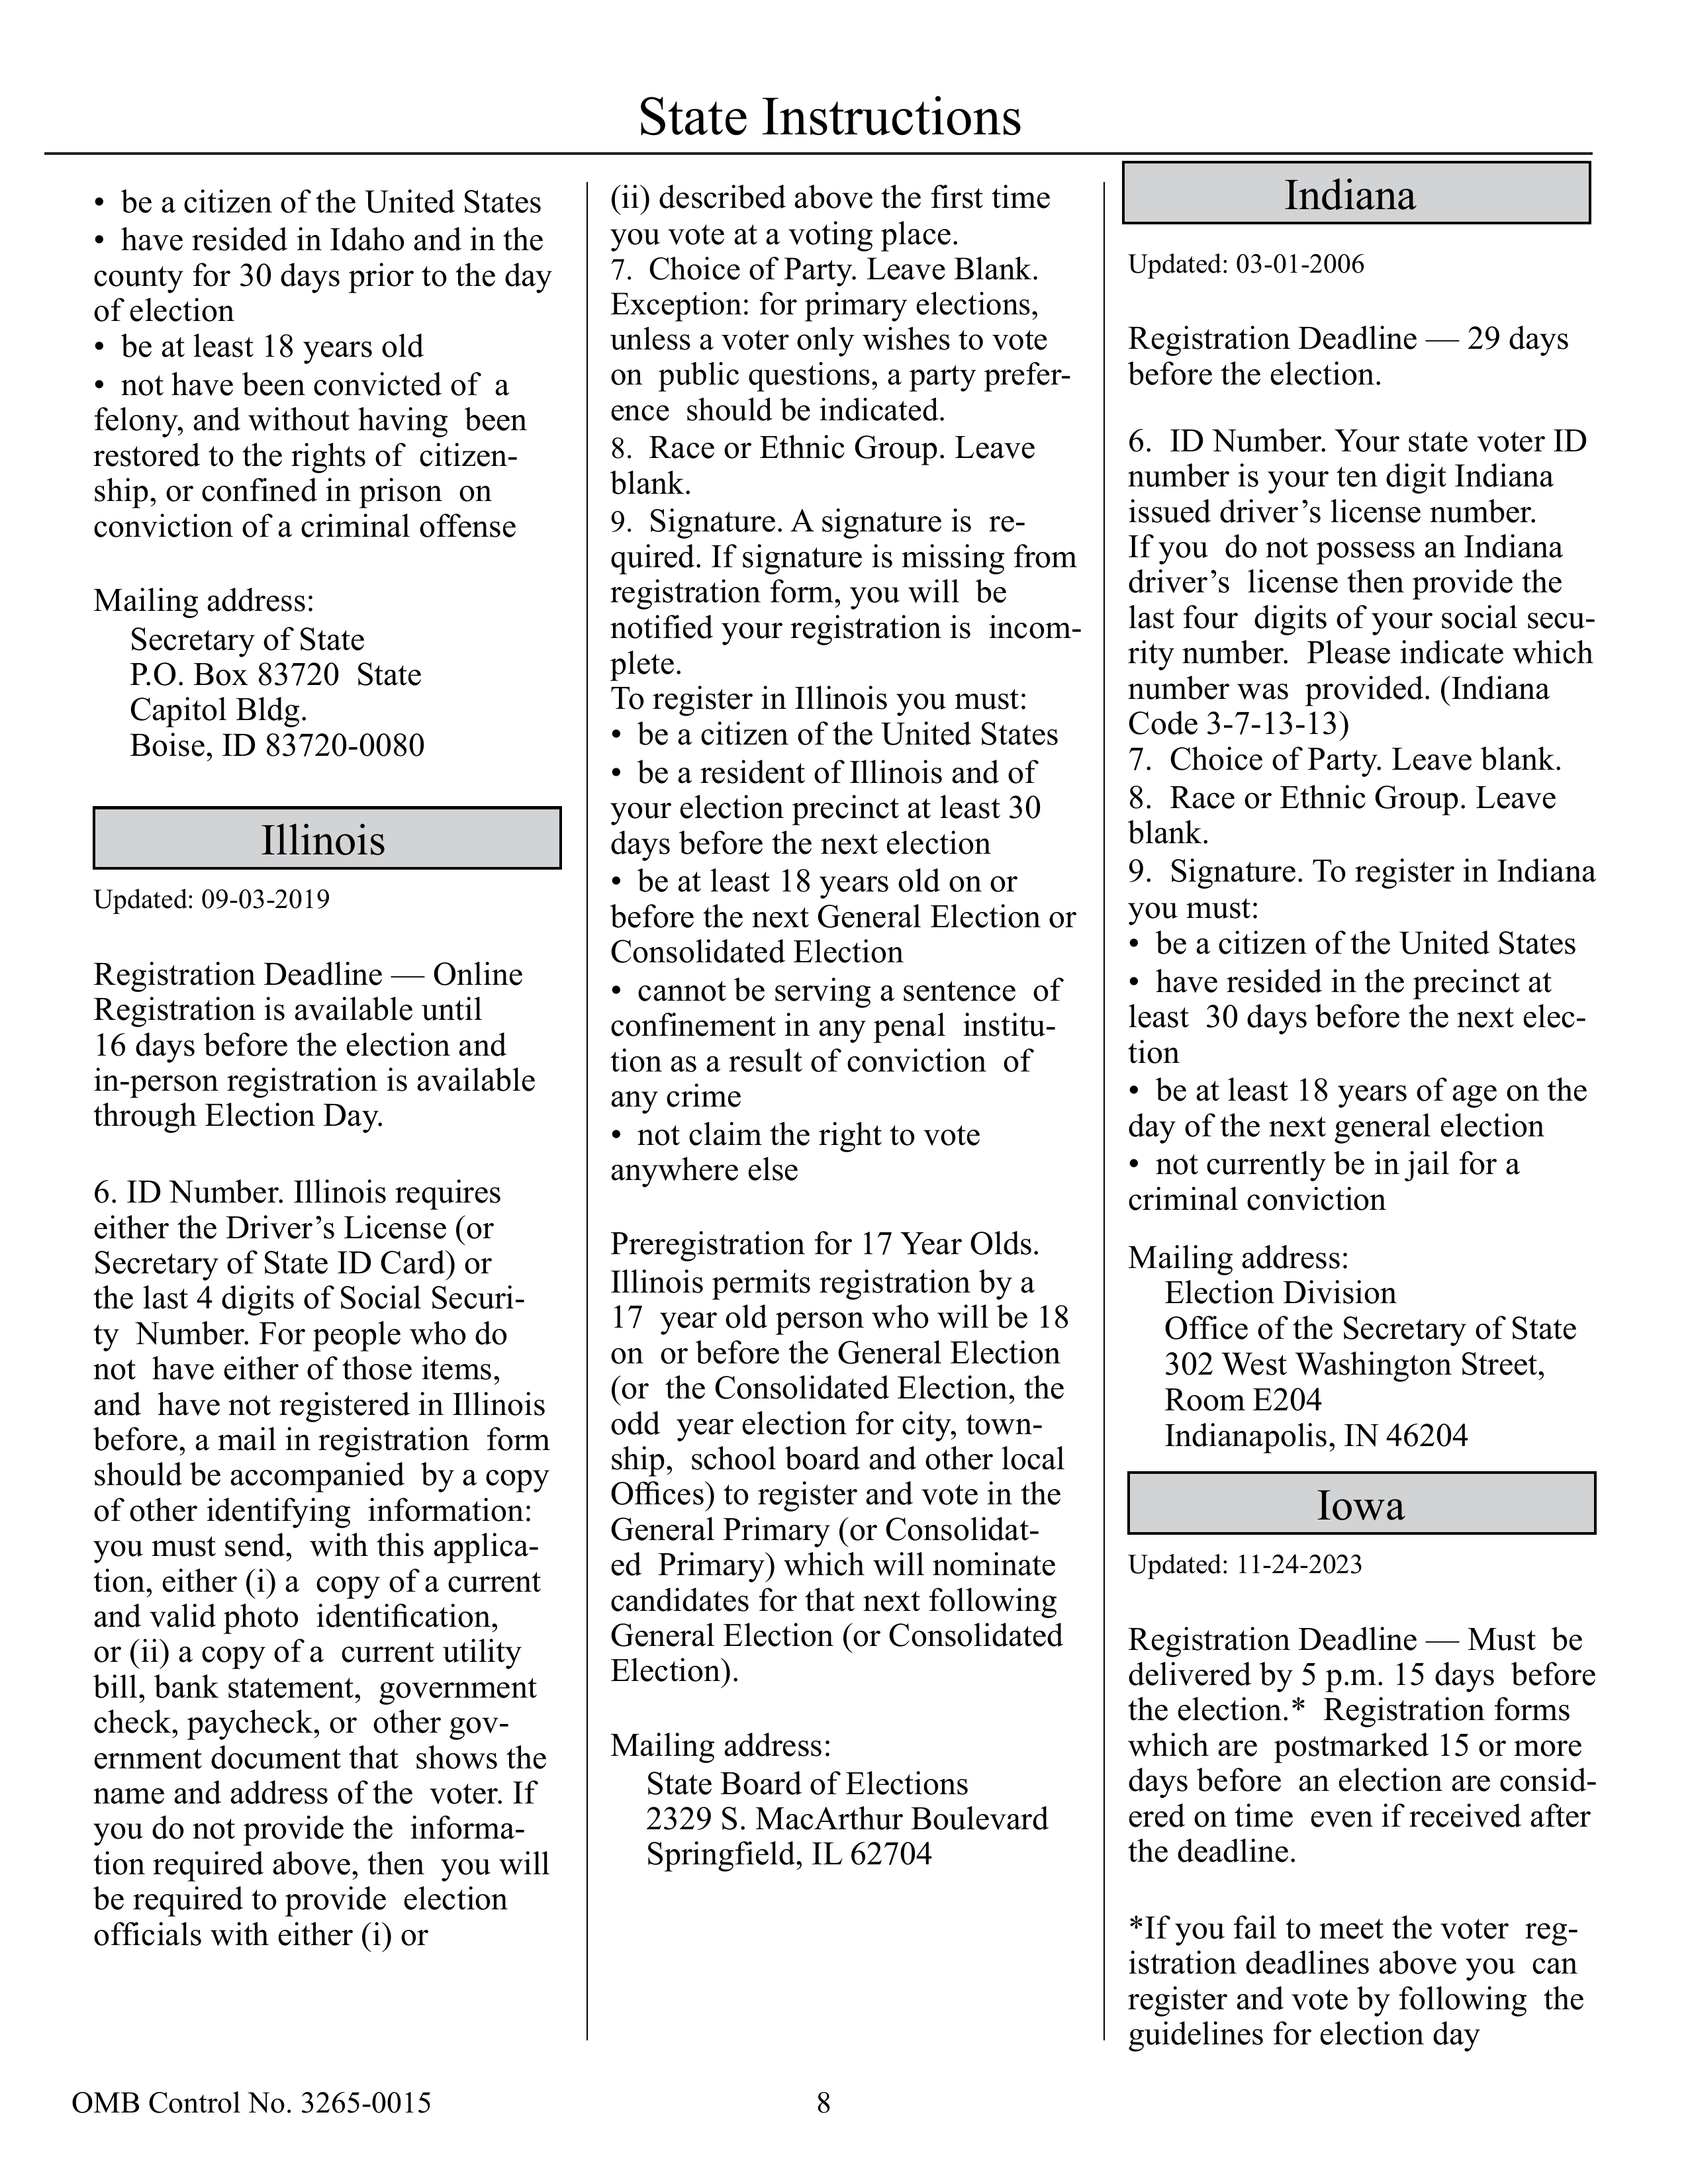 State Instructions
• be a citizen of the United States
• have resided in Idaho and in the
county for 30 days prior to the day
of election
• be at least 18 years old
• not have been convicted of a
felony, and without having been
restored to the rights of citizen-
ship, or confined in prison on
conviction of a criminal offense
Mailing address:
Secretary of State
P.O. Box 83720 State
Capitol Bldg.
Boise, ID 83720-0080
Illinois
Updated: 09-03-2019
Registration Deadline — Online
Registration is available until
16 days before the election and
in-person registration is available
through Election Day.
6. ID Number. Illinois requires
either the Driver’s License (or
Secretary of State ID Card) or
the last 4 digits of Social Securi-
ty Number. For people who do
not have either of those items,
and have not registered in Illinois
before, a mail in registration form
should be accompanied by a copy
of other identifying information:
you must send, with this applica-
tion, either (i) a copy of a current
and valid photo identification,
or (ii) a copy of a current utility
bill, bank statement, government
check, paycheck, or other gov-
ernment document that shows the
name and address of the voter. If
you do not provide the informa-
tion required above, then you will
be required to provide election
officials with either (i) or
(ii) described above the first time
you vote at a voting place.
7. Choice of Party. Leave Blank.
Exception: for primary elections,
unless a voter only wishes to vote
on public questions, a party prefer-
ence should be indicated.
8. Race or Ethnic Group. Leave
blank.
9. Signature. A signature is re-
quired. If signature is missing from
registration form, you will be
notified your registration is incom-
plete.
To register in Illinois you must:
• be a citizen of the United States
• be a resident of Illinois and of
your election precinct at least 30
days before the next election
• be at least 18 years old on or
before the next General Election or
Consolidated Election
• cannot be serving a sentence of
confinement in any penal institu-
tion as a result of conviction of
any crime
• not claim the right to vote
anywhere else
Preregistration for 17 Year Olds.
Illinois permits registration by a
17 year old person who will be 18
on or before the General Election
(or the Consolidated Election, the
odd year election for city, town-
ship, school board and other local
Offices) to register and vote in the
General Primary (or Consolidat-
ed Primary) which will nominate
candidates for that next following
General Election (or Consolidated
Election).
Mailing address:
State Board of Elections
2329 S. MacArthur Boulevard
Springfield, IL 62704
Indiana
Updated: 03-01-2006
Registration Deadline — 29 days
before the election.
6. ID Number. Your state voter ID
number is your ten digit Indiana
issued driver’s license number.
If you do not possess an Indiana
driver’s license then provide the
last four digits of your social secu-
rity number. Please indicate which
number was provided. (Indiana
Code 3-7-13-13)
7. Choice of Party. Leave blank.
8. Race or Ethnic Group. Leave
blank.
9. Signature. To register in Indiana
you must:
• be a citizen of the United States
• have resided in the precinct at
least 30 days before the next elec-
tion
• be at least 18 years of age on the
day of the next general election
• not currently be in jail for a
criminal conviction
Mailing address:
Election Division
Office of the Secretary of State
302 West Washington Street,
Room E204
Indianapolis, IN 46204
Iowa
Updated: 11-24-2023
Registration Deadline — Must be
delivered by 5 p.m. 15 days before
the election.* Registration forms
which are postmarked 15 or more
days before an election are consid-
ered on time even if received after
the deadline.
*If you fail to meet the voter reg-
istration deadlines above you can
register and vote by following the
guidelines for election day
OMB Control No. 3265-0015
8